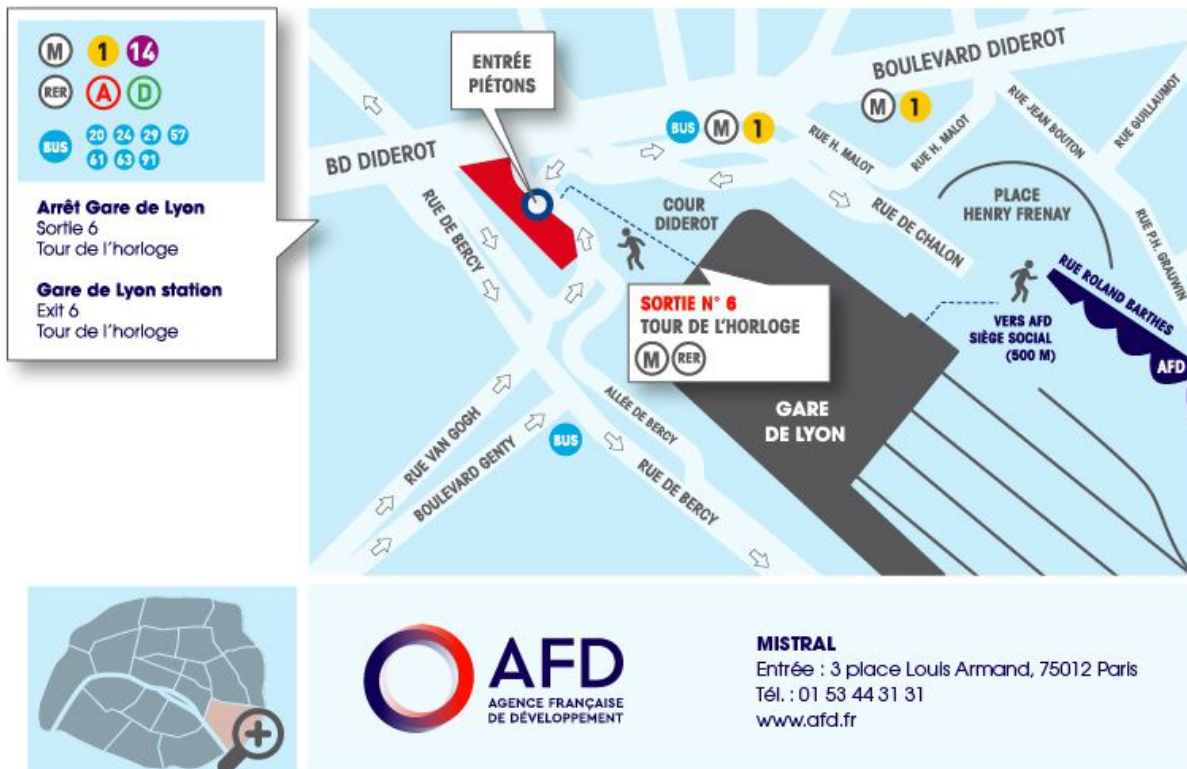 M 1 14
RER A D
BUS 20 24 29 57
61 63 91
Arrêt Gare de Lyon
Sortie 6
Tour de l'horloge
Gare de Lyon station
Exit 6
Tour de l'horloge
ENTRÉE
PIÉTONS
BOULEVARD DIDEROT
M 1
BUS M 1
BD DIDEROT
RUE DE BERCY
COUR
DIDEROT
RUE H. MALOT
RUE H. MALOT
RUE JEAN BOUTON
RUE GUILLAUMOT
RUE DE CHALON
PLACE
HENRY FRENAY
RUE P.H. GRAUWIN
RUE ROLAND BARTHES
AFD
VERS AFD
SIÈGE SOCIAL
(500 M)
SORTIE N° 6
TOUR DE L'HORLOGE
M RER
GARE
DE LYON
ALLÉE DE BERCY
RUE VAN GOGH
BOULEVARD GENTY
BUS
RUE DE BERCY
AFD
AGENCE FRANÇAISE
DE DÉVELOPPEMENT
MISTRAL
Entrée : 3 place Louis Armand, 75012 Paris
Tél. : 01 53 44 31 31
www.afd.fr